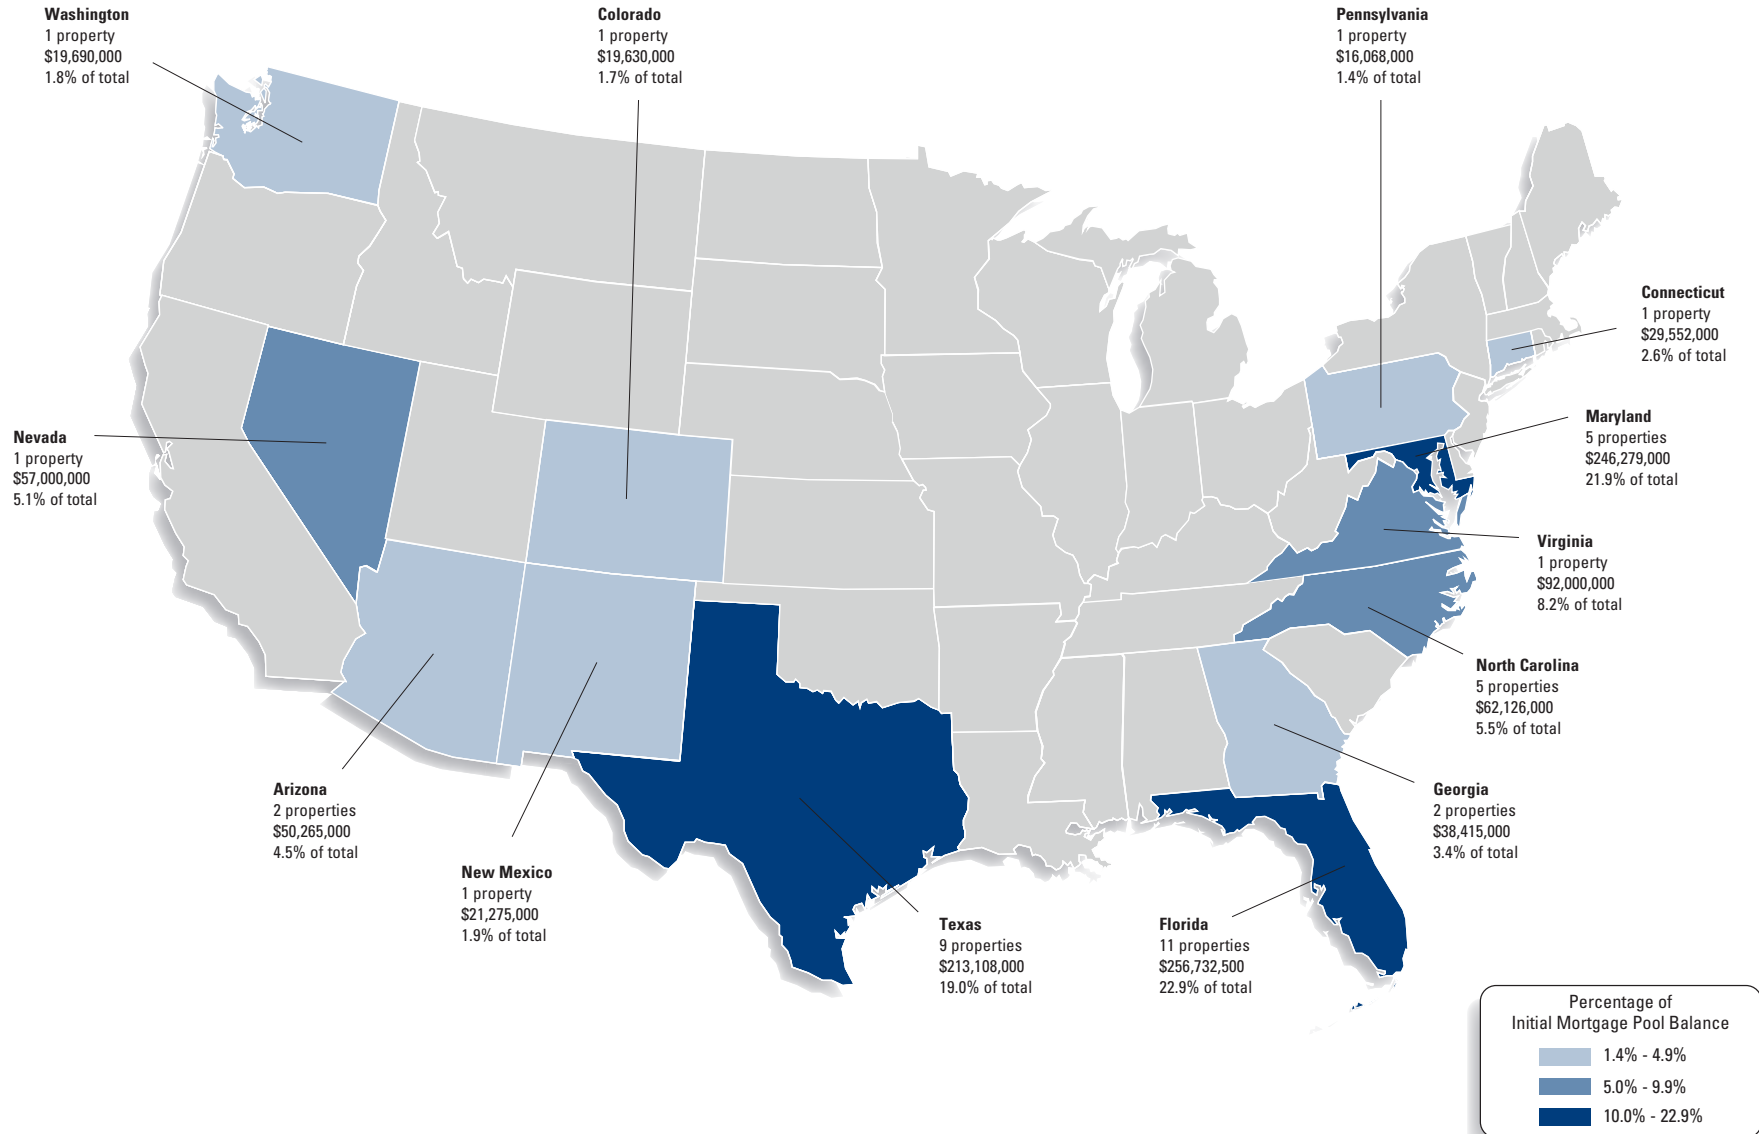 Washington
1 property
$19,690,000
1.8% of total
Colorado
1 property
$19,630,000
1.7% of total
Pennsylvania
1 property
$16,068,000
1.4% of total
Connecticut
1 property
$29,552,000
2.6% of total
Maryland
5 properties
$246,279,000
21.9% of total
Nevada
1 property
$57,000,000
5.1% of total
Virginia
1 property
$92,000,000
8.2% of total
North Carolina
5 properties
$62,126,000
5.5% of total
Arizona
2 properties
$50,265,000
4.5% of total
Georgia
2 properties
$38,415,000
3.4% of total
New Mexico
1 property
$21,275,000
1.9% of total
Texas
9 properties
$213,108,000
19.0% of total
Florida
11 properties
$256,732,500
22.9% of total
Percentage of
Initial Mortgage Pool Balance
1.4% - 4.9%
5.0% - 9.9%
10.0% - 22.9%